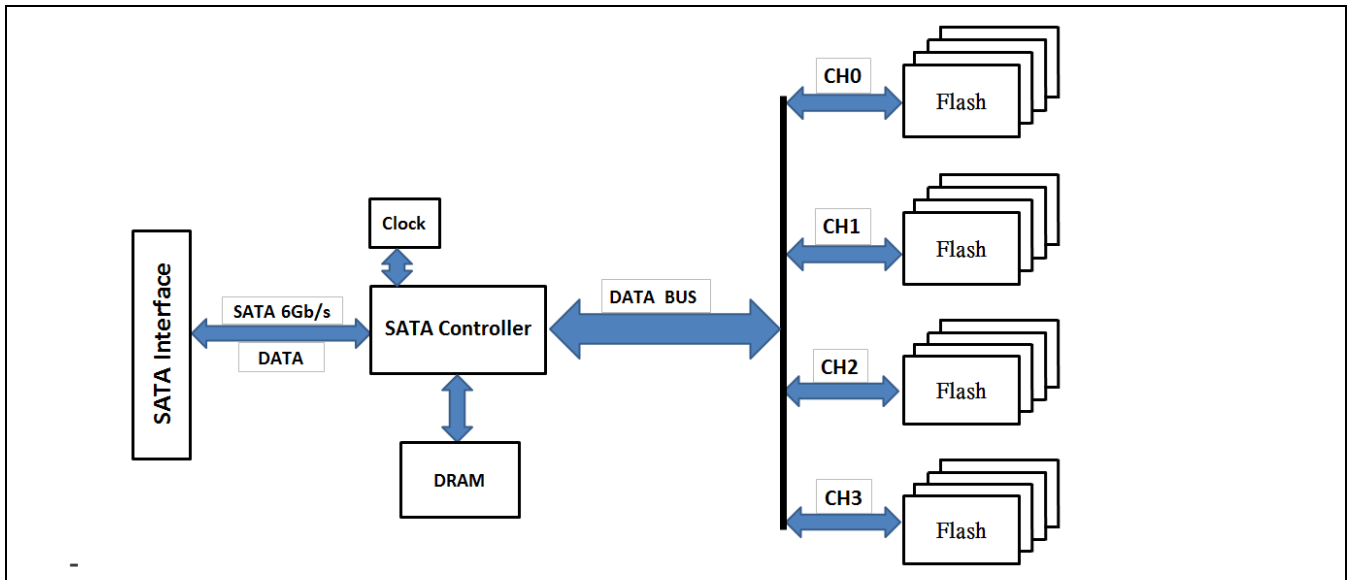 SATA Interface
SATA 6Gb/s
DATA
Clock
SATA Controller
DRAM
DATA BUS
CH0
Flash
CH1
Flash
CH2
Flash
CH3
Flash
-